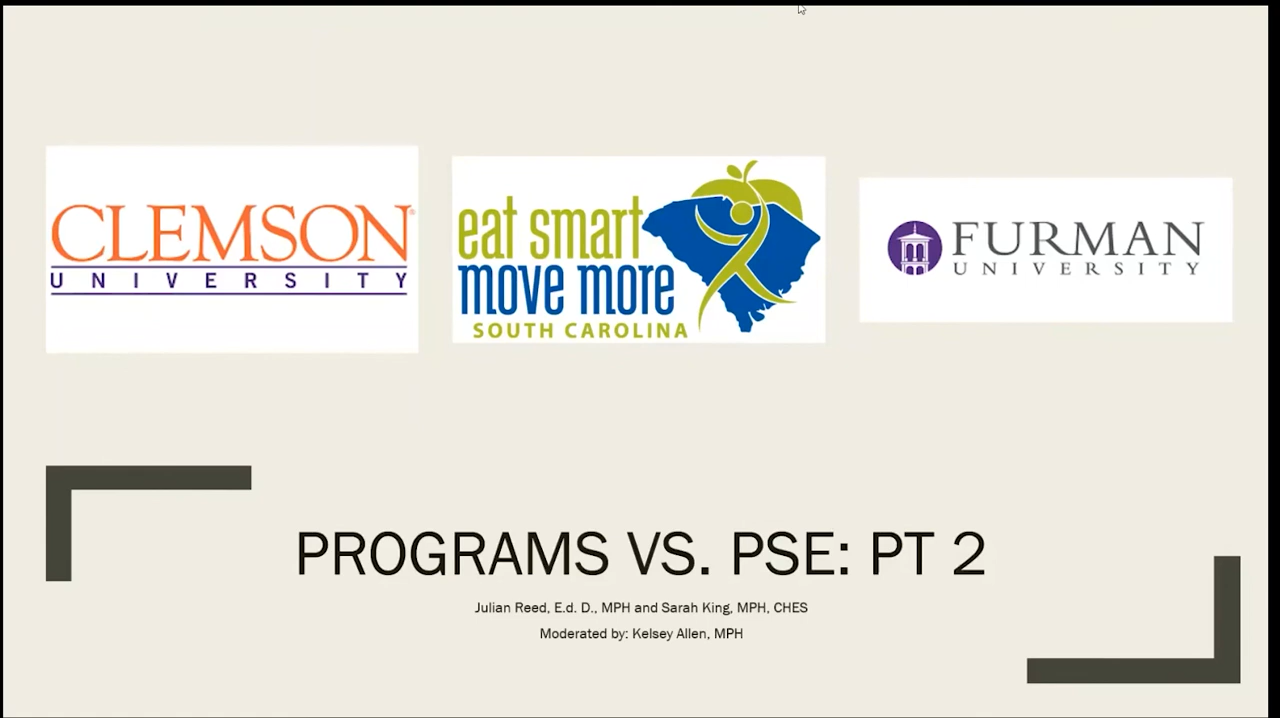 CLEMSON®
UNIVERSITY
eat smart
move more
SOUTH CAROLINA
FURMAN
UNIVERSITY
PROGRAMS VS. PSE: PT 2
Julian Reed, E.d. D., MPH and Sarah King, MPH, CHES
Moderated by: Kelsey Allen, MPH